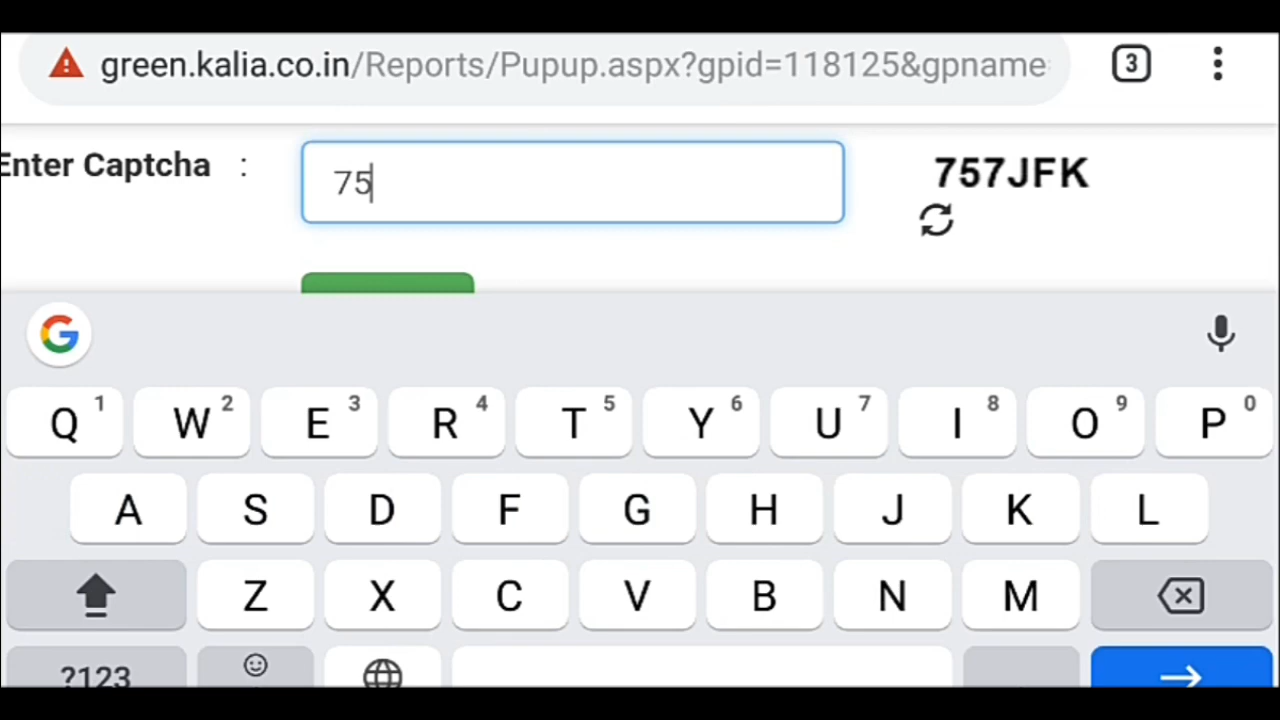 green.kalia.co.in/Reports/Pupup.aspx?gpid=118125&gpname 3
Enter Captcha : 75 757JFK
Q 1 W 2 E 3 R 4 T 5 Y 6 U 7 I 8 O 9 P 0
A S D F G H J K L
Z X C V B N M
?123